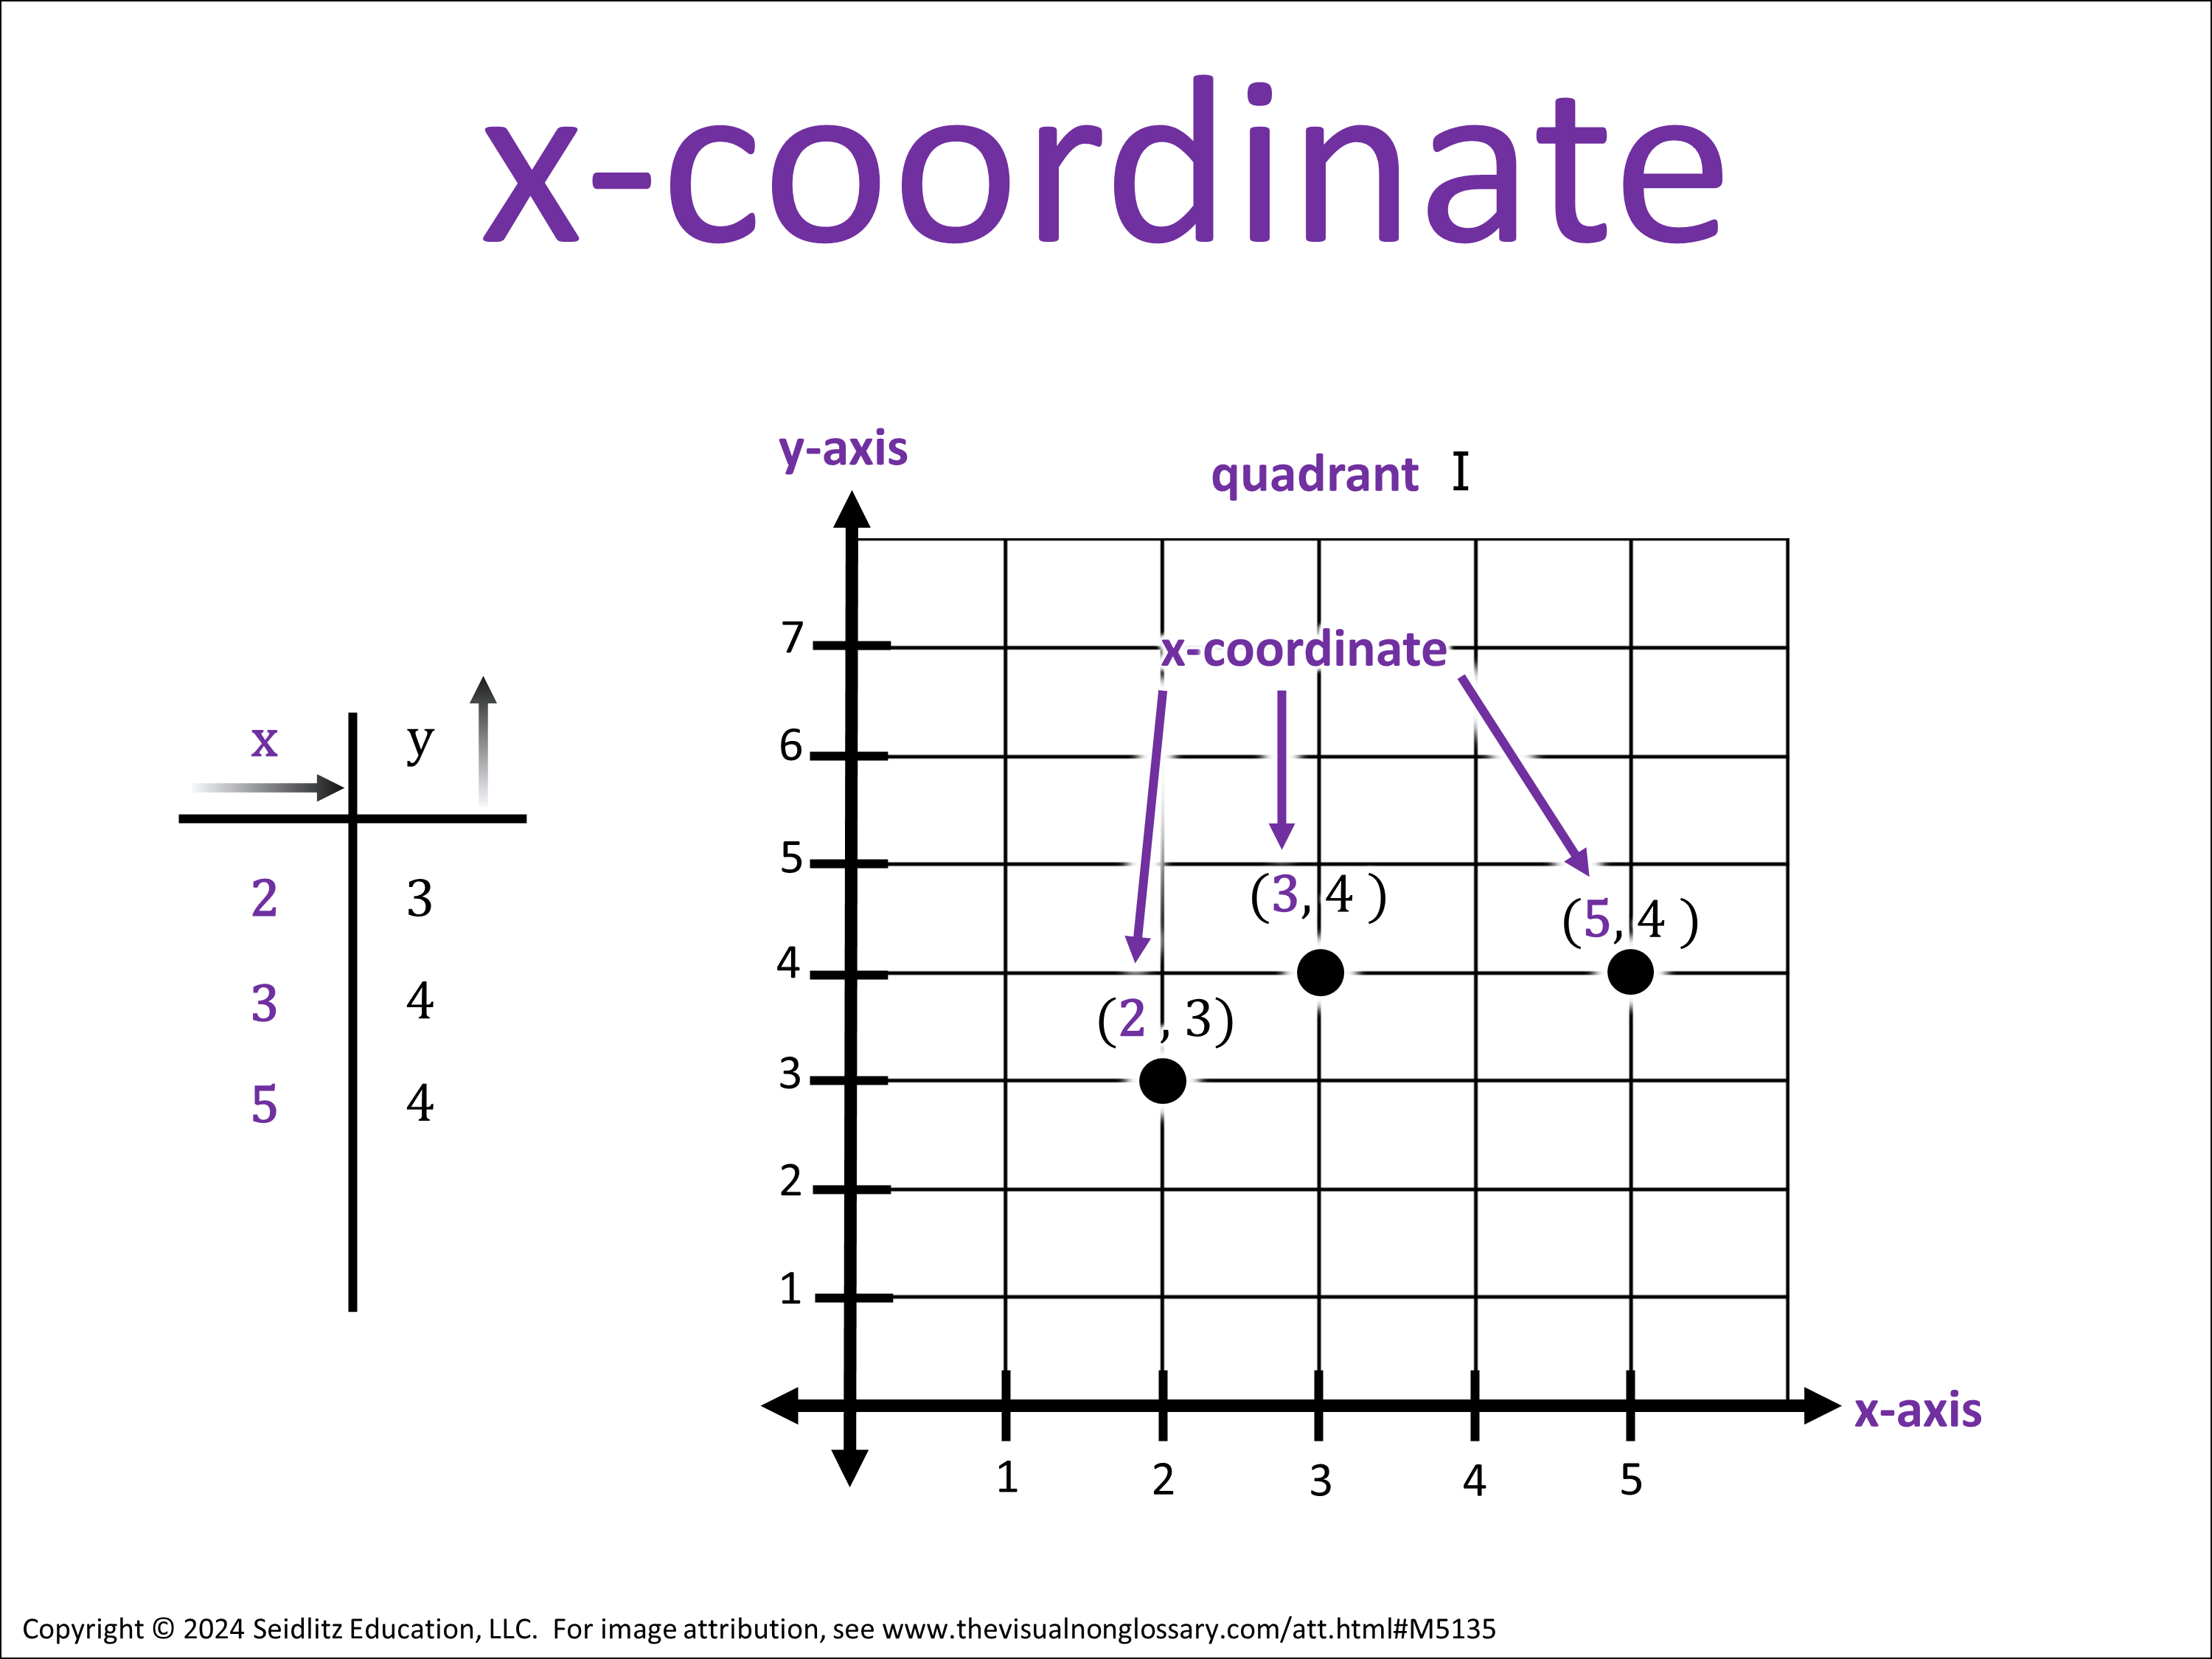 x-coordinate
y-axis
quadrant I
7
x-coordinate
6
x y
5
2 3
(3,4)
(5,4)
4
3 4
(2,3)
3
5 4
2
1
x-axis
1 2 3 4 5
Copyright © 2024 Seidlitz Education, LLC. For image attribution, see www.thevisualnonglossary.com/att.html#M5135